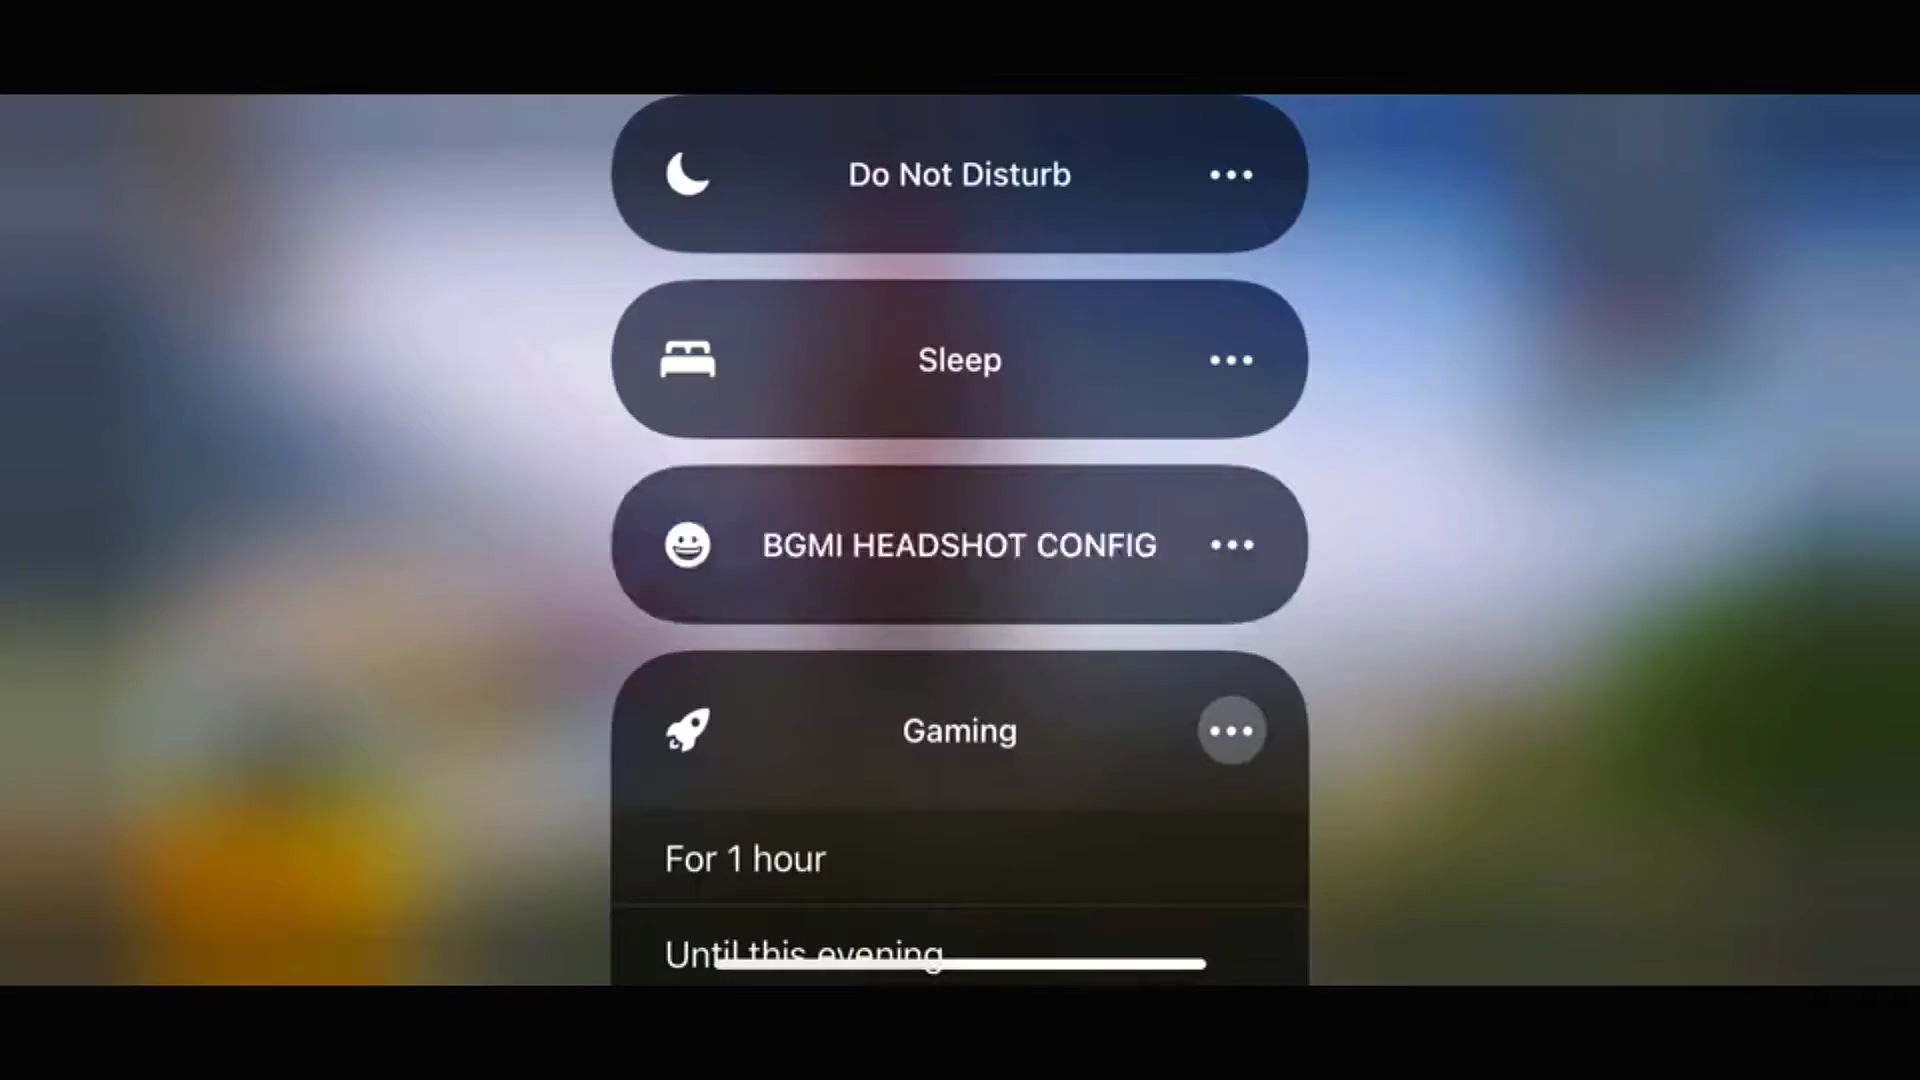 Do Not Disturb
Sleep
BGMI HEADSHOT CONFIG
Gaming
For 1 hour
Until this evening